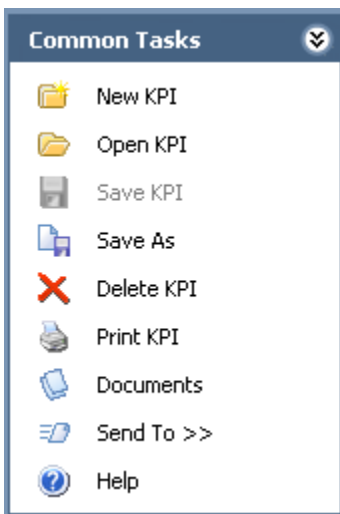 Common Tasks
New KPI
Open KPI
Save KPI
Save As
Delete KPI
Print KPI
Documents
Send To >>
Help